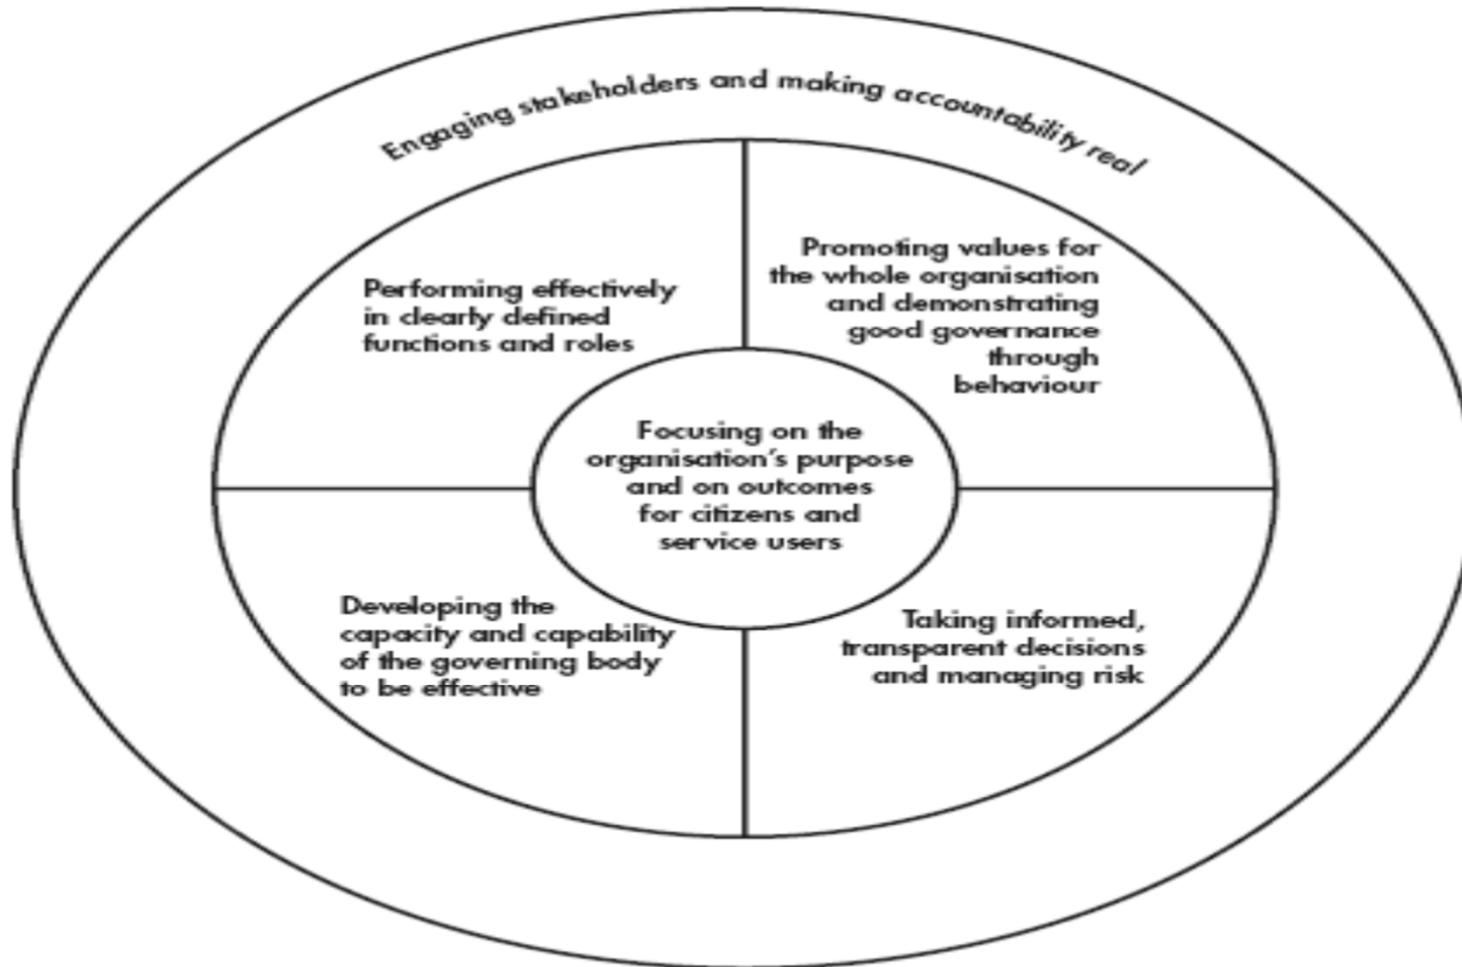 Engaging stakeholders and making accountability real
Performing effectively
in clearly defined
functions and roles
Promoting values for
the whole organisation
and demonstrating
good governance
through
behaviour
Focusing on the
organisation's purpose
and on outcomes
for citizens and
service users
Developing the
capacity and capability
of the governing body
to be effective
Taking informed,
transparent decisions
and managing risk